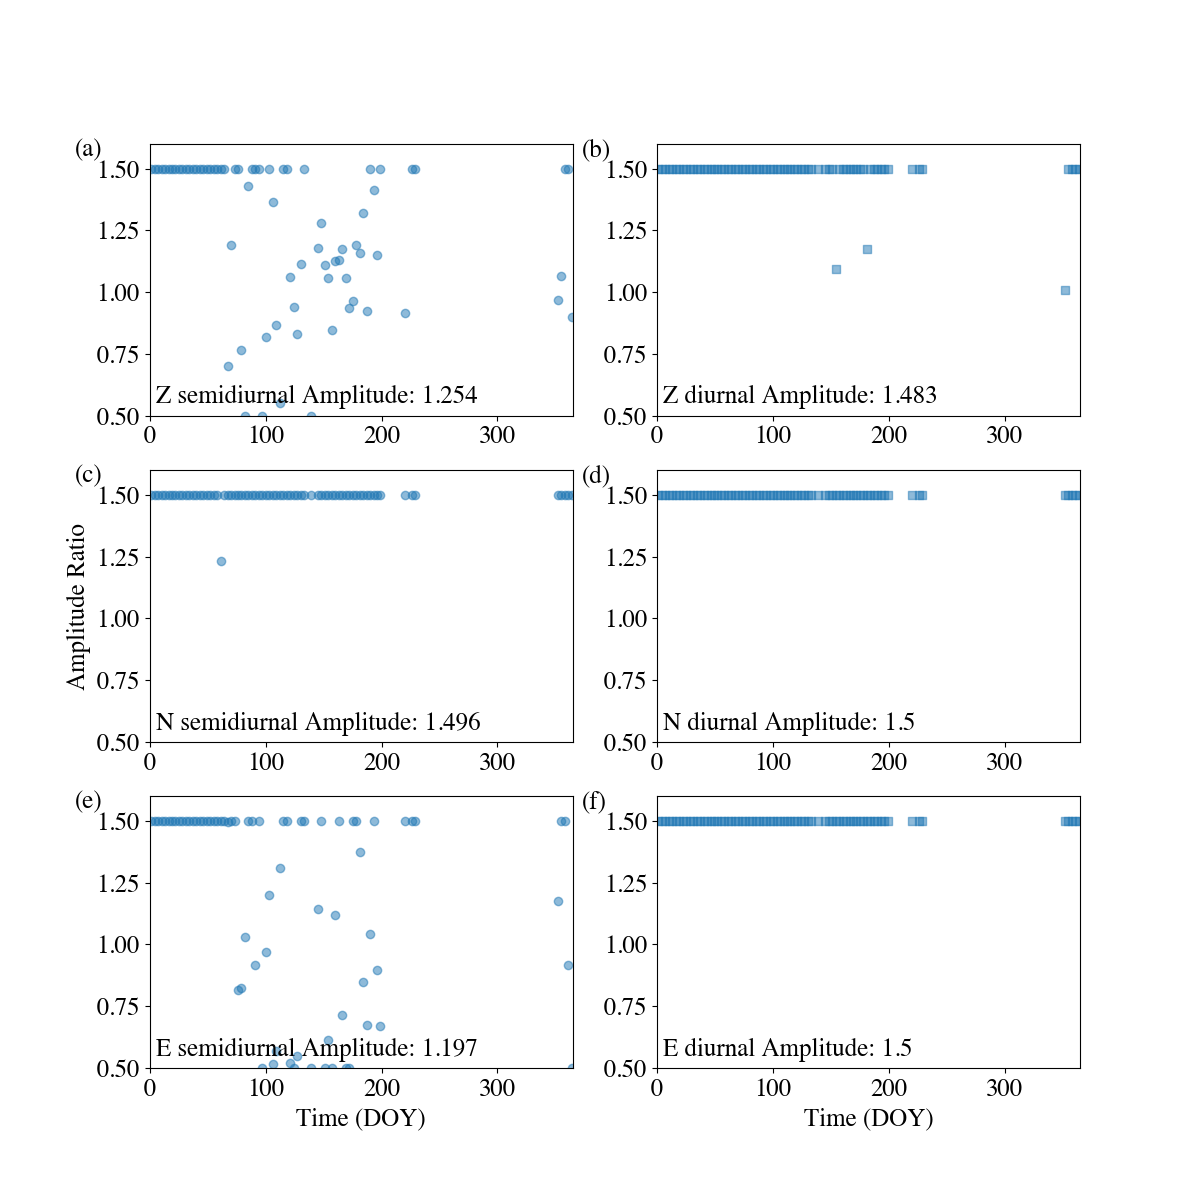 (a)
1.50
1.25
1.00
0.75
0.50
Z semidiurnal Amplitude: 1.254
0 100 200 300
(b)
1.50
1.25
1.00
0.75
0.50
Z diurnal Amplitude: 1.483
0 100 200 300
Amplitude Ratio
(c)
1.50
1.25
1.00
0.75
0.50
N semidiurnal Amplitude: 1.496
0 100 200 300
(d)
1.50
1.25
1.00
0.75
0.50
N diurnal Amplitude: 1.5
0 100 200 300
(e)
1.50
1.25
1.00
0.75
0.50
E semidiurnal Amplitude: 1.197
0 100 200 300
Time (DOY)
(f)
1.50
1.25
1.00
0.75
0.50
E diurnal Amplitude: 1.5
0 100 200 300
Time (DOY)